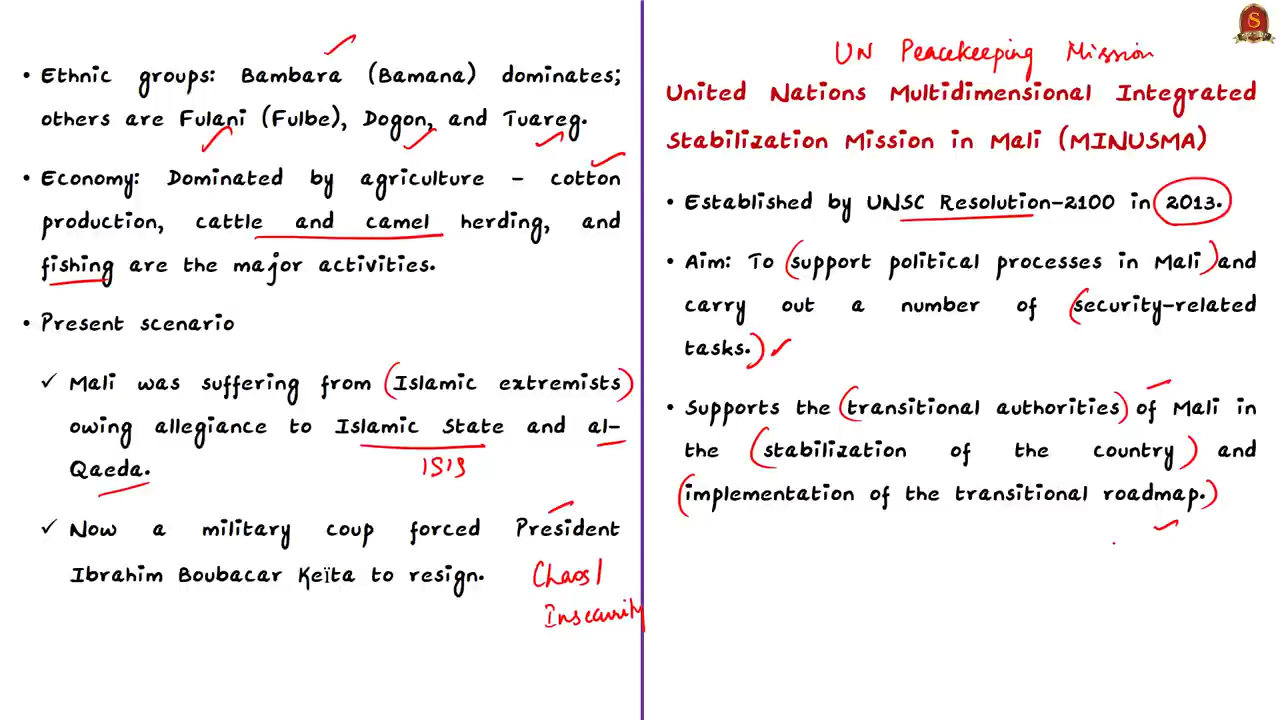 • Ethnic groups: Bambara (Bamana) dominates;
others are Fulani (Fulbe), Dogon, and Tuareg.
• Economy: Dominated by agriculture – cotton
production, cattle and camel herding, and
fishing are the major activities.
• Present scenario
✓ Mali was suffering from (Islamic extremists)
owing allegiance to Islamic State and al-
Qaeda.
ISIS
✓ Now a military coup forced President
Ibrahim Boubacar Keïta to resign.
Chaos/
Insecurity
UN Peacekeeping Mission
United Nations Multidimensional Integrated
Stabilization Mission in Mali (MINUSMA)
• Established by UNSC Resolution-2100 in 2013.
• Aim: To (support political processes in Mali) and
carry out a number of (security-related
tasks.)
• Supports the (transitional authorities) of Mali in
the (stabilization of the country) and
(implementation of the transitional roadmap.)
S